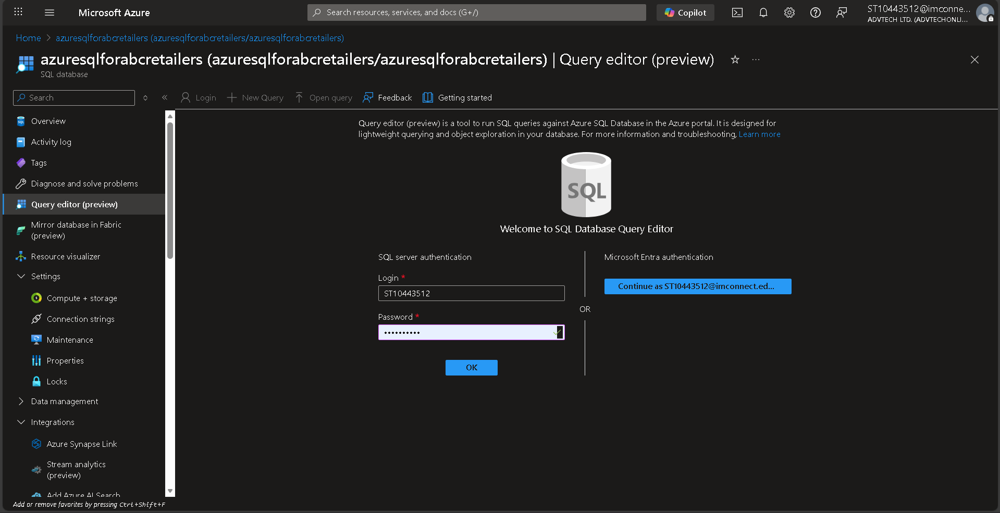 Microsoft Azure
Search resources, services, and docs (G+/)
Copilot
ST10443512@imconne...
ADVTECH LTD. (ADVTECHONLI...
Home > azuresqlforabcretailers (azuresqlforabcretailers/azuresqlforabcretailers)
azuresqlforabcretailers (azuresqlforabcretailers/azuresqlforabcretailers) | Query editor (preview)
SQL database
Search
Login
New Query
Open query
Feedback
Getting started
Overview
Activity log
Tags
Diagnose and solve problems
Query editor (preview)
Mirror database in Fabric
(preview)
Resource visualizer
Settings
Compute + storage
Connection strings
Maintenance
Properties
Locks
Data management
Integrations
Azure Synapse Link
Stream analytics
(preview)
Add Azure AI Search
Add or remove favorites by pressing Ctrl+Shift+F
Query editor (preview) is a tool to run SQL queries against Azure SQL Database in the Azure portal. It is designed for
lightweight querying and object exploration in your database. For more information and troubleshooting, Learn more
SQL
Welcome to SQL Database Query Editor
SQL server authentication
Login *
ST10443512
Password *
••••••••••
OK
OR
Microsoft Entra authentication
Continue as ST10443512@imconnect.ed...